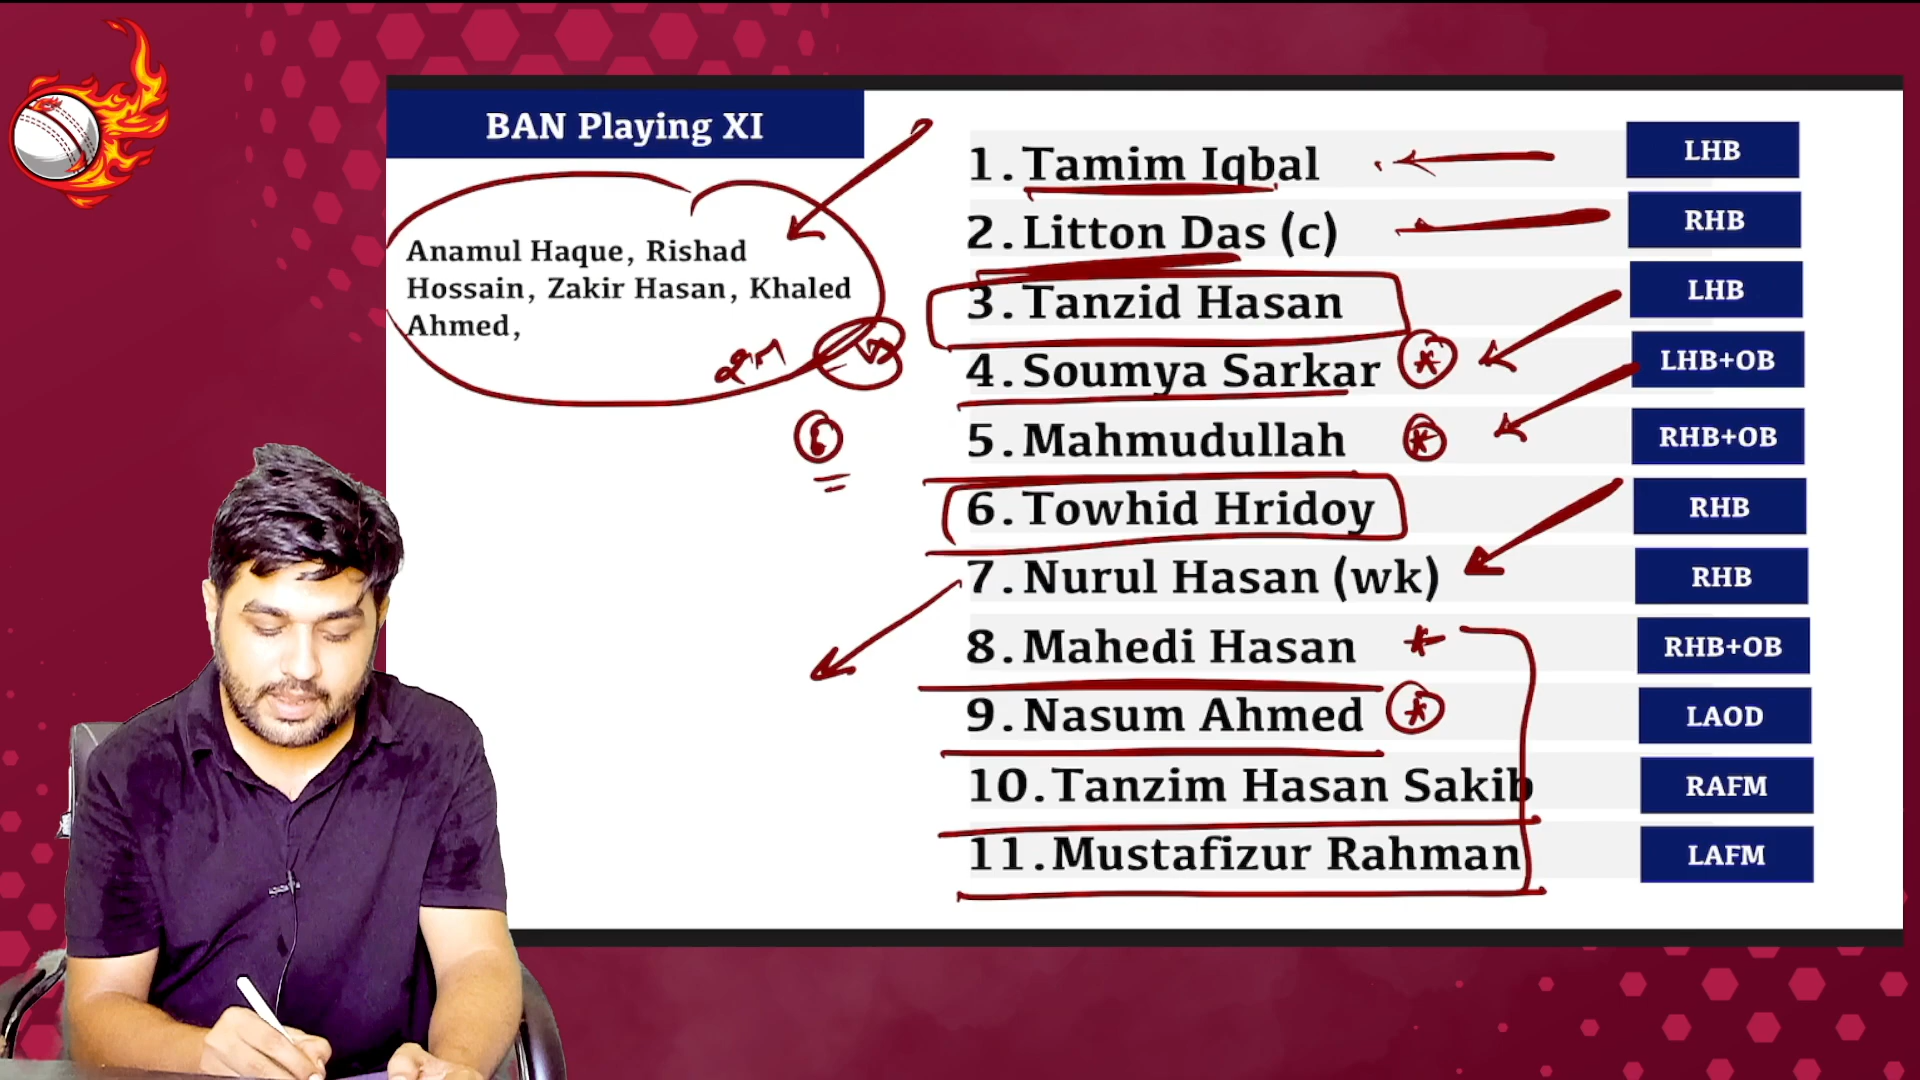 BAN Playing XI
Anamul Haque, Rishad
Hossain, Zakir Hasan, Khaled
Ahmed,
1. Tamim Iqbal LHB
2. Litton Das (c) RHB
3. Tanzid Hasan LHB
4. Soumya Sarkar LHB+OB
5. Mahmudullah RHB+OB
6. Towhid Hridoy RHB
7. Nurul Hasan (wk) RHB
8. Mahedi Hasan RHB+OB
9. Nasum Ahmed LAOD
10. Tanzim Hasan Sakib RAFM
11. Mustafizur Rahman LAFM